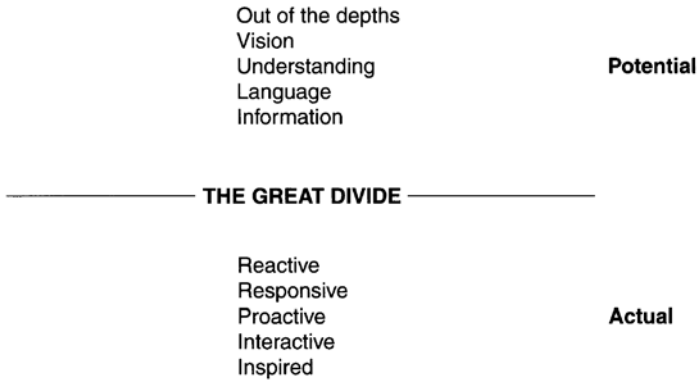 Out of the depths
Vision
Understanding Potential
Language
Information
THE GREAT DIVIDE
Reactive
Responsive
Proactive Actual
Interactive
Inspired